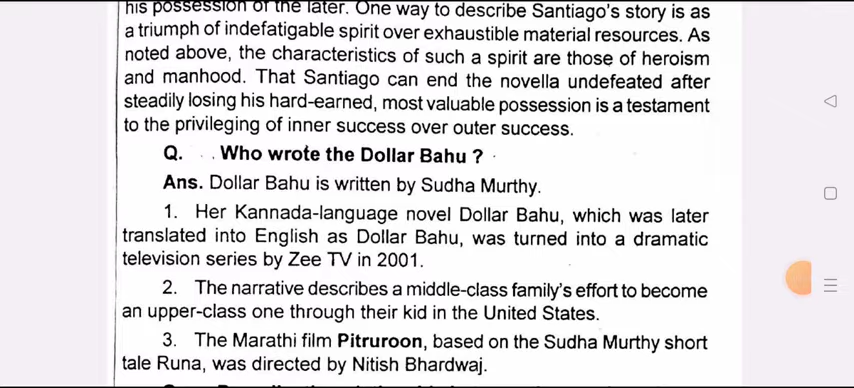 his possession of the later. One way to describe Santiago's story is as
a triumph of indefatigable spirit over exhaustible material resources. As
noted above, the characteristics of such a spirit are those of heroism
and manhood. That Santiago can end the novella undefeated after
steadily losing his hard-earned, most valuable possession is a testament
to the privileging of inner success over outer success.
Q. Who wrote the Dollar Bahu ?
Ans. Dollar Bahu is written by Sudha Murthy.
1. Her Kannada-language novel Dollar Bahu, which was later
translated into English as Dollar Bahu, was turned into a dramatic
television series by Zee TV in 2001.
2. The narrative describes a middle-class family's effort to become
an upper-class one through their kid in the United States.
3. The Marathi film Pitruroon, based on the Sudha Murthy short
tale Runa, was directed by Nitish Bhardwaj.